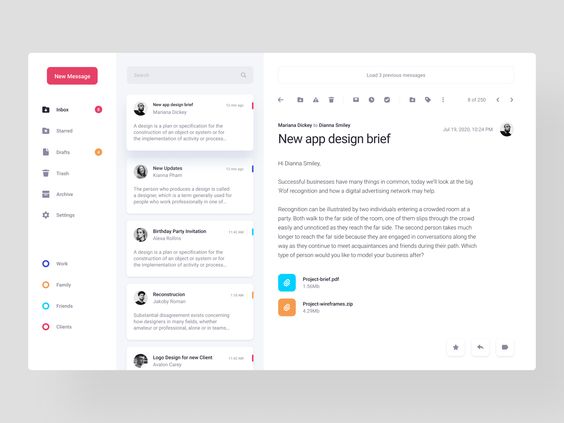 New Message
Inbox
Starred
Drafts
Trash
Archive
Settings
Work
Family
Friends
Clients
Search
New app design brief
Mariana Dickey
A design is a plan or specification for the
construction of an object or system or for
the implementation of activity or process...
New Updates
Kianna Pham
The person who produces a design is called
a designer, which is a term generally used for
people who work professionally in one of...
Birthday Party Invitation
11:42 AM
Alexa Rollins
A design is a plan or specification for the
construction of an object or system or for
the implementation of activity or process...
Reconstrucion
Jakoby Roman
Substantial disagreement exists concerning
how designers in many fields, whether
amateur or professional, alone or in teams...
Logo Design for new Client
11:42 AM
Avalon Carey
Load 3 previous messages
8 of 250
Mariana Dickey to Dianna Smiley
New app design brief
Jul 19, 2020, 12:24 PM
Hi Dianna Smiley,
Successful businesses have many things in common, today we'll look at the big
'R'of recognition and how a digital advertising network may help.
Recognition can be illustrated by two individuals entering a crowded room at a
party. Both walk to the far side of the room, one of them slips through the crowd
easily and unnoticed as they reach the far side. The second person takes much
longer to reach the far side because they are engaged in conversations along the
way as they continue to meet acquaintances and friends during their path. Which
type of person would you like to model your business after?
Project-brief.pdf
1.56Mb
Project-wireframes.zip
4.29Mb